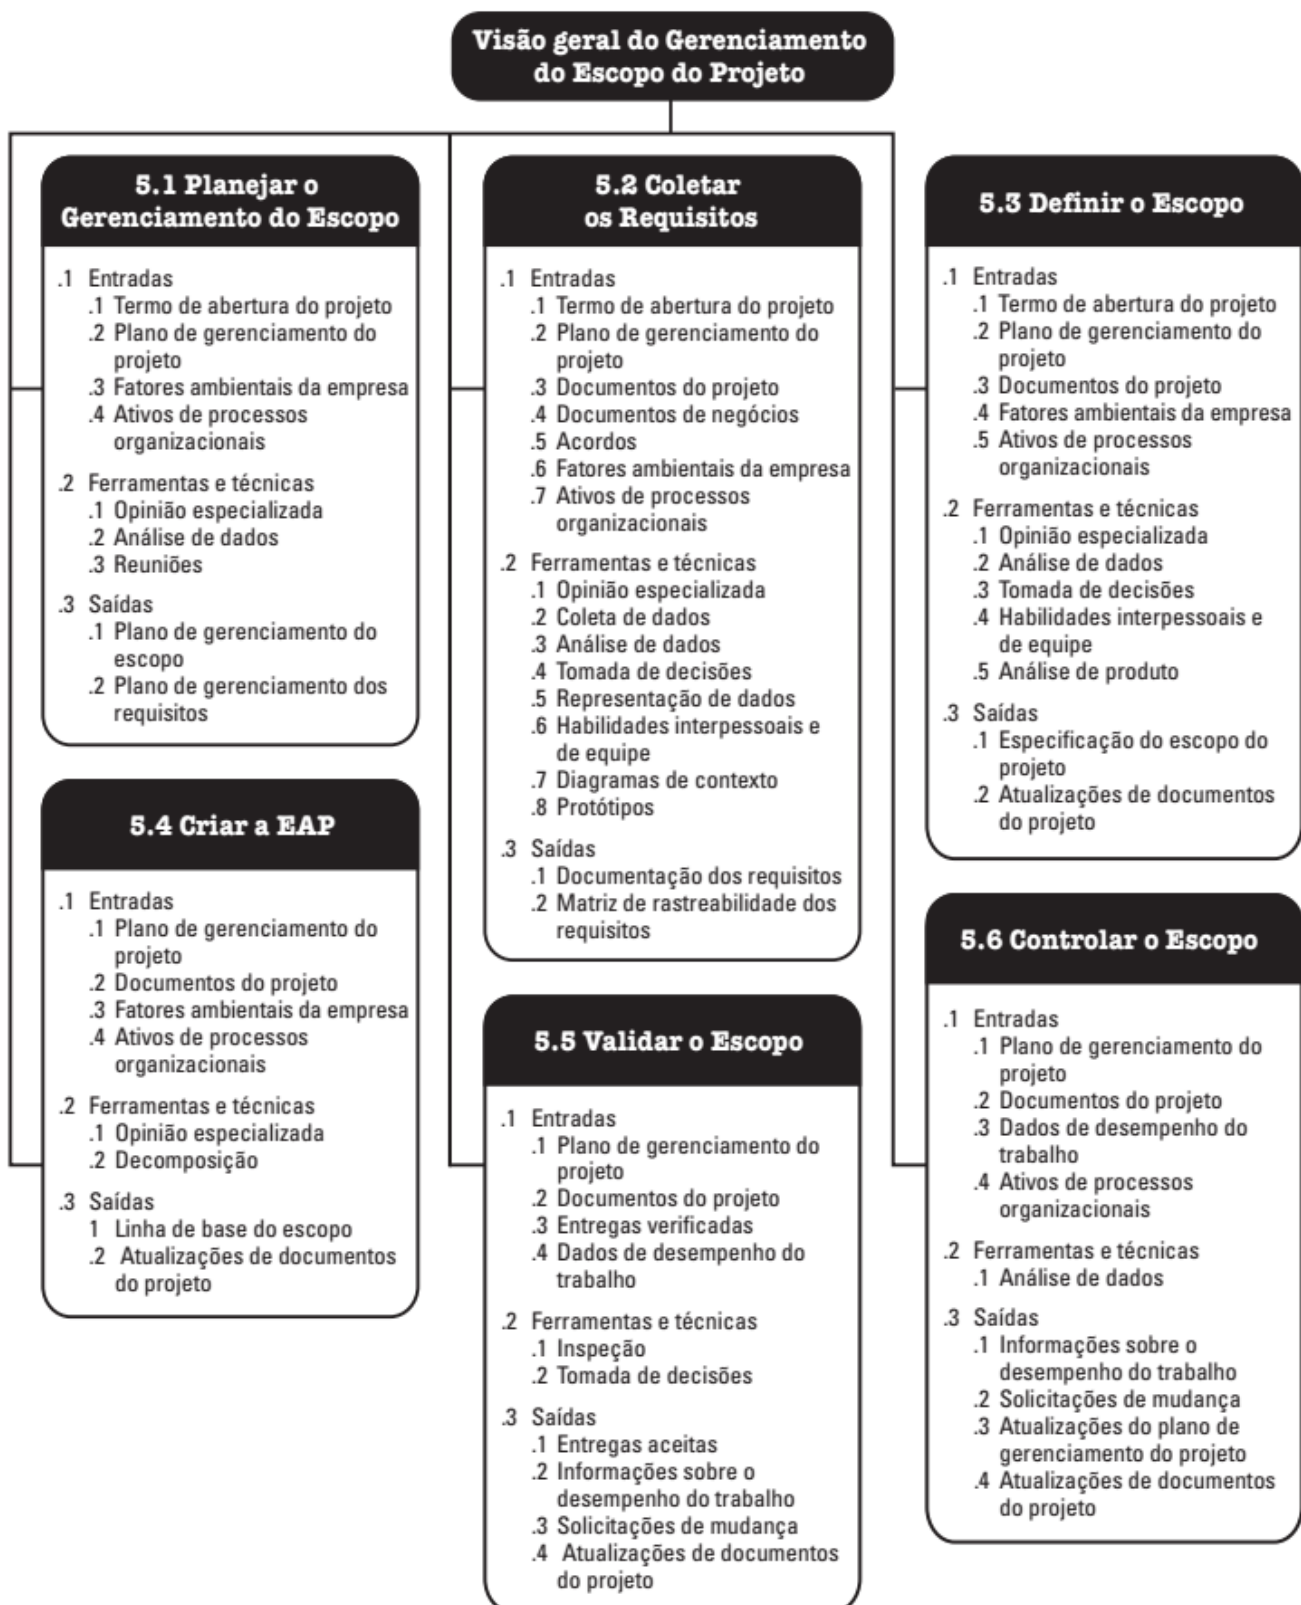 Visão geral do Gerenciamento
do Escopo do Projeto
5.1 Planejar o
Gerenciamento do Escopo
.1 Entradas
.1 Termo de abertura do projeto
.2 Plano de gerenciamento do
projeto
.3 Fatores ambientais da empresa
.4 Ativos de processos
organizacionais
.2 Ferramentas e técnicas
.1 Opinião especializada
.2 Análise de dados
.3 Reuniões
.3 Saídas
.1 Plano de gerenciamento do
escopo
.2 Plano de gerenciamento dos
requisitos
5.2 Coletar
os Requisitos
.1 Entradas
.1 Termo de abertura do projeto
.2 Plano de gerenciamento do
projeto
.3 Documentos do projeto
.4 Documentos de negócios
.5 Acordos
.6 Fatores ambientais da empresa
.7 Ativos de processos
organizacionais
.2 Ferramentas e técnicas
.1 Opinião especializada
.2 Coleta de dados
.3 Análise de dados
.4 Tomada de decisões
.5 Representação de dados
.6 Habilidades interpessoais e
de equipe
.7 Diagramas de contexto
.8 Protótipos
.3 Saídas
.1 Documentação dos requisitos
.2 Matriz de rastreabilidade dos
requisitos
5.3 Definir o Escopo
.1 Entradas
.1 Termo de abertura do projeto
.2 Plano de gerenciamento do
projeto
.3 Documentos do projeto
.4 Fatores ambientais da empresa
.5 Ativos de processos
organizacionais
.2 Ferramentas e técnicas
.1 Opinião especializada
.2 Análise de dados
.3 Tomada de decisões
.4 Habilidades interpessoais e
de equipe
.5 Análise de produto
.3 Saídas
.1 Especificação do escopo do
projeto
.2 Atualizações de documentos
do projeto
5.4 Criar a EAP
.1 Entradas
.1 Plano de gerenciamento do
projeto
.2 Documentos do projeto
.3 Fatores ambientais da empresa
.4 Ativos de processos
organizacionais
.2 Ferramentas e técnicas
.1 Opinião especializada
.2 Decomposição
.3 Saídas
1 Linha de base do escopo
.2 Atualizações de documentos
do projeto
5.5 Validar o Escopo
.1 Entradas
.1 Plano de gerenciamento do
projeto
.2 Documentos do projeto
.3 Entregas verificadas
.4 Dados de desempenho do
trabalho
.2 Ferramentas e técnicas
.1 Inspeção
.2 Tomada de decisões
.3 Saídas
.1 Entregas aceitas
.2 Informações sobre o
desempenho do trabalho
.3 Solicitações de mudança
.4 Atualizações de documentos
do projeto
5.6 Controlar o Escopo
.1 Entradas
.1 Plano de gerenciamento do
projeto
.2 Documentos do projeto
.3 Dados de desempenho do
trabalho
.4 Ativos de processos
organizacionais
.2 Ferramentas e técnicas
.1 Análise de dados
.3 Saídas
.1 Informações sobre o
desempenho do trabalho
.2 Solicitações de mudança
.3 Atualizações do plano de
gerenciamento do projeto
.4 Atualizações de documentos
do projeto